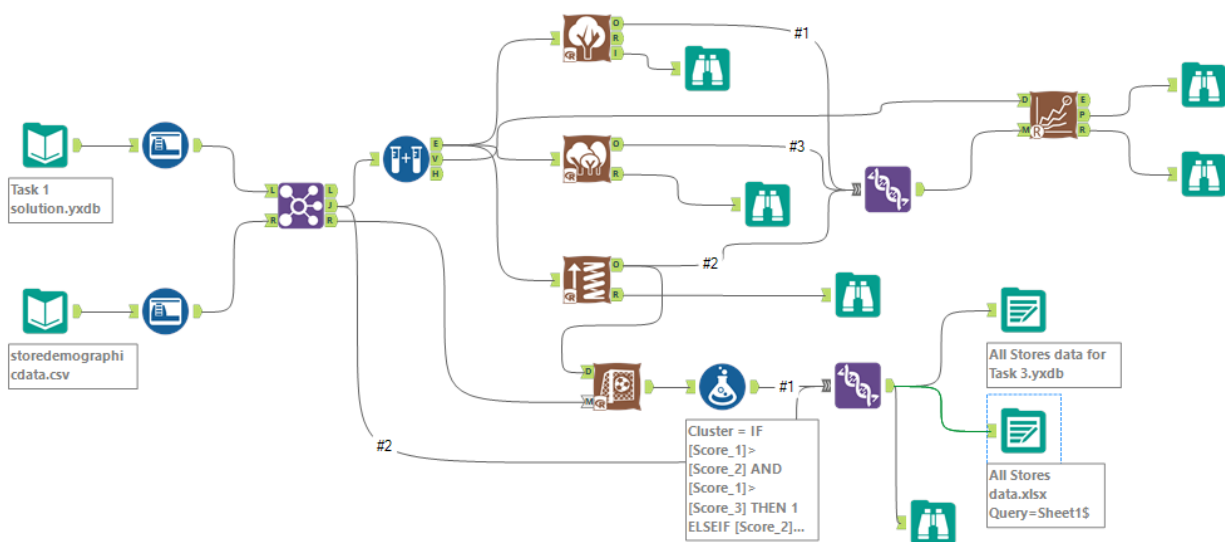 #1
O
R
I
D
E
P
R
M
R
R
Task 1
solution.yxdb
L
R
L
J
R
E
V
H
Y
R
O
R
#3
#2
O
R
R
storedemographi
cdata.csv
D
M
R
#1
#2
Cluster = IF
[Score_1]>
[Score_2] AND
[Score_1]>
[Score_3] THEN 1
ELSEIF [Score_2]...
All Stores data for
Task 3.yxdb
All Stores
data.xlsx
Query=Sheet1$